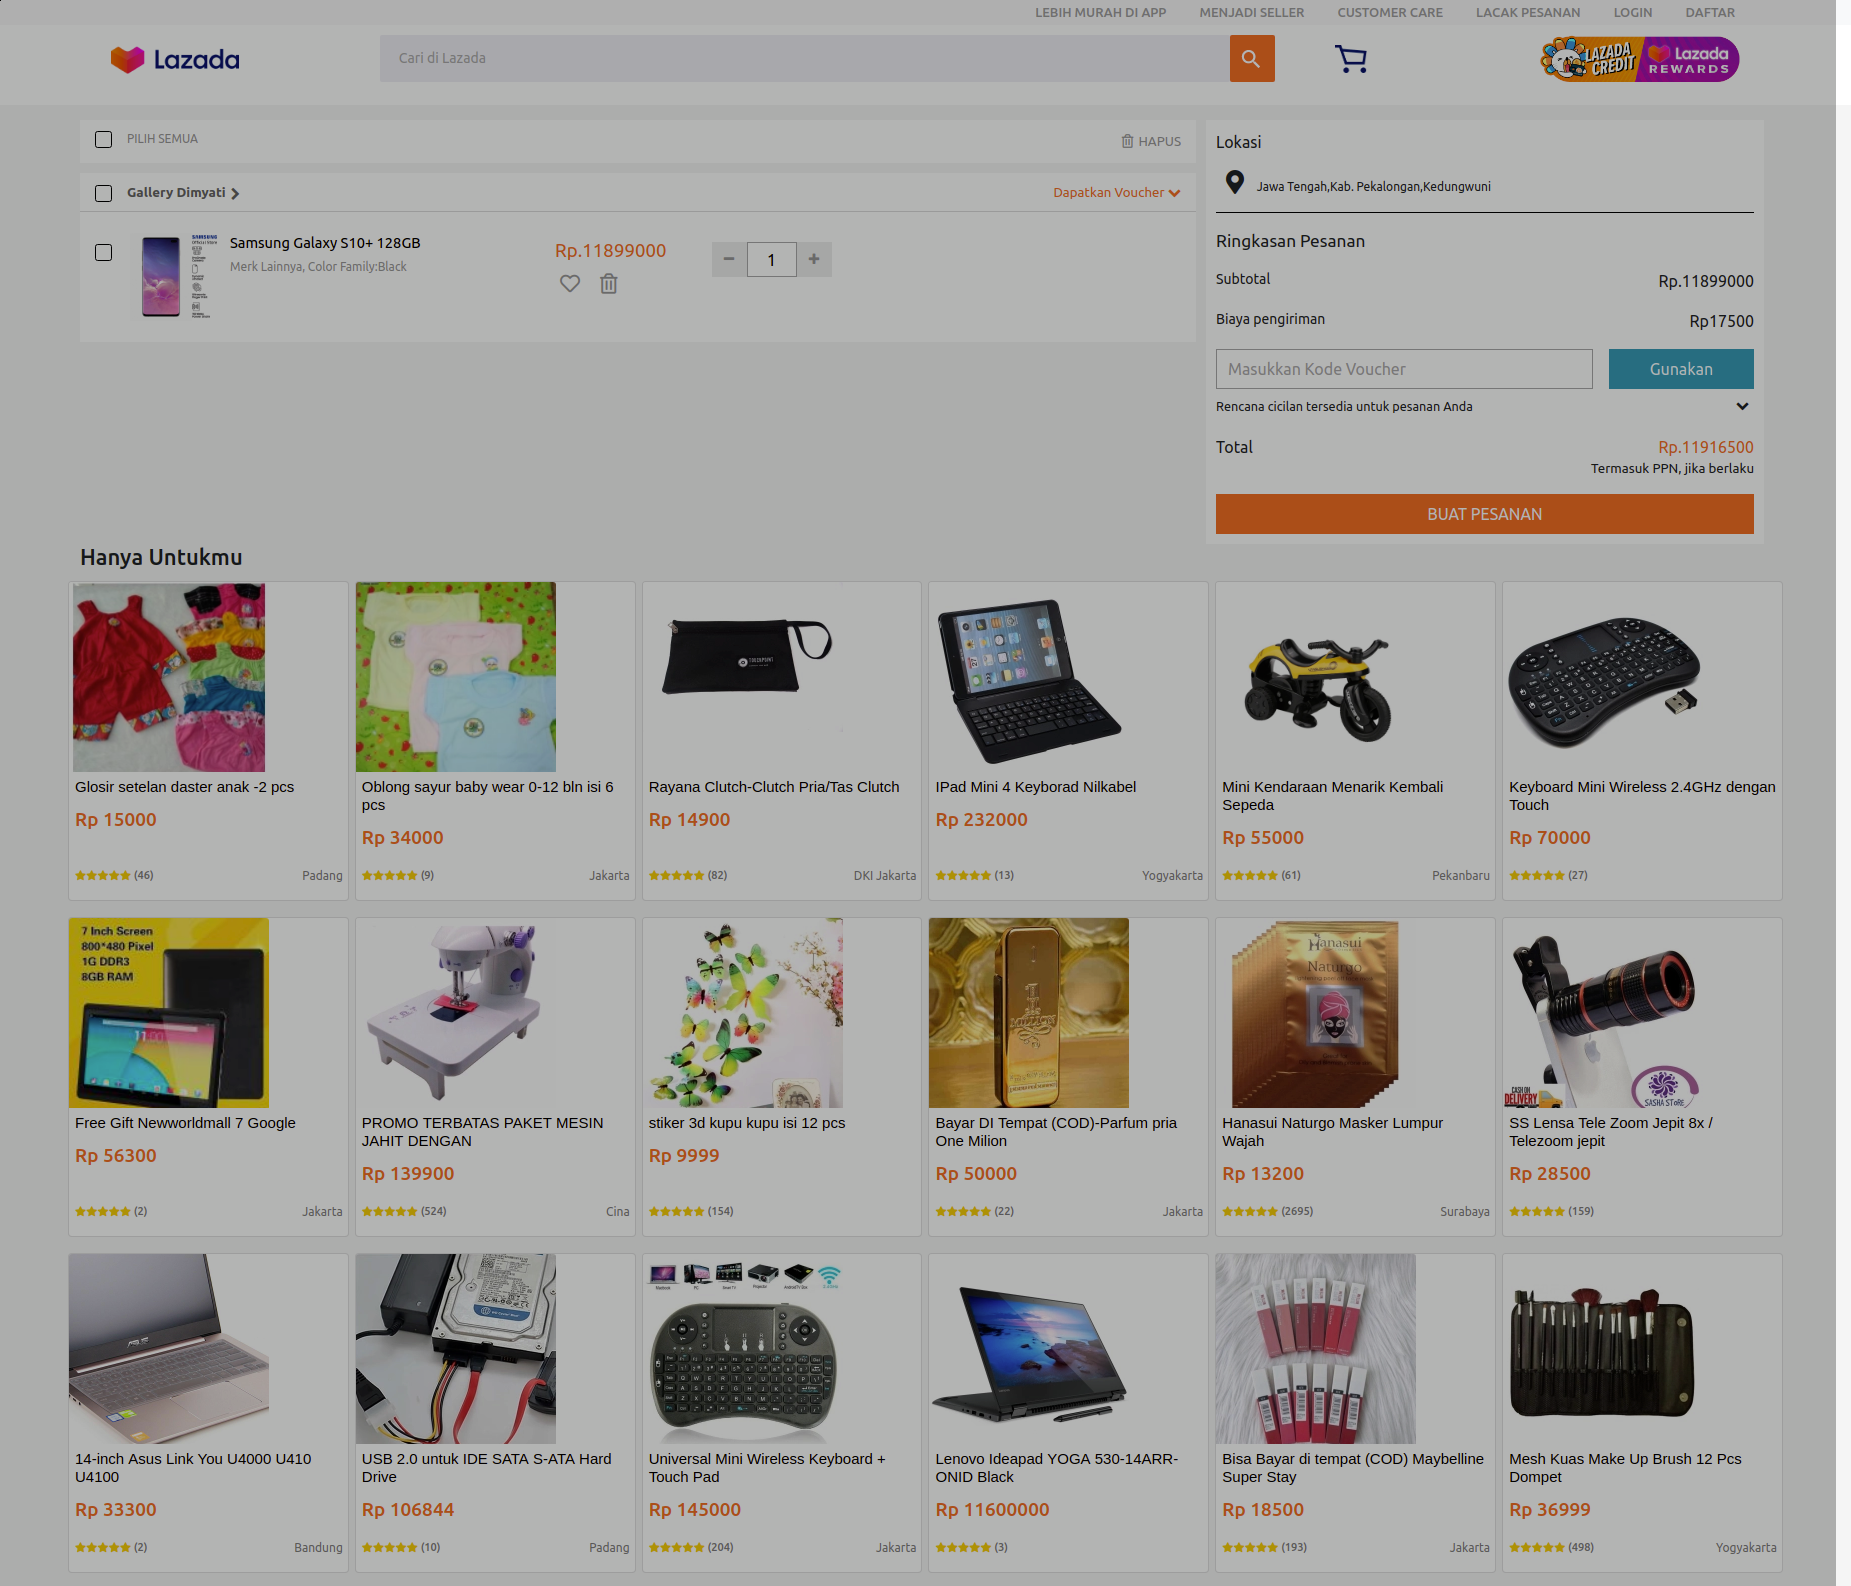 LEBIH MURAH DI APP MENJADI SELLER CUSTOMER CARE LACAK PESANAN LOGIN DAFTAR
Lazada
Cari di Lazada
LAZADA CREDIT
Lazada REWARDS
PILIH SEMUA
HAPUS
Gallery Dimyati
Dapatkan Voucher
Samsung Galaxy S10+ 128GB
Merk Lainnya, Color Family:Black
Rp.11899000
1
Lokasi
Jawa Tengah,Kab. Pekalongan,Kedungwuni
Ringkasan Pesanan
Subtotal Rp.11899000
Biaya pengiriman Rp17500
Masukkan Kode Voucher Gunakan
Rencana cicilan tersedia untuk pesanan Anda
Total Rp.11916500
Termasuk PPN, jika berlaku
BUAT PESANAN
Hanya Untukmu
Glosir setelan daster anak -2 pcs
Rp 15000
(46) Padang
Oblong sayur baby wear 0-12 bln isi 6
pcs
Rp 34000
(9) Jakarta
Rayana Clutch-Clutch Pria/Tas Clutch
Rp 14900
(82) DKI Jakarta
IPad Mini 4 Keyborad Nilkabel
Rp 232000
(13) Yogyakarta
Mini Kendaraan Menarik Kembali
Sepeda
Rp 55000
(61) Pekanbaru
Keyboard Mini Wireless 2.4GHz dengan
Touch
Rp 70000
(27)
7 Inch Screen
800*480 Pixel
1G DDR3
8GB RAM
Free Gift Newworldmall 7 Google
Rp 56300
(2) Jakarta
PROMO TERBATAS PAKET MESIN
JAHIT DENGAN
Rp 139900
(524) Cina
stiker 3d kupu kupu isi 12 pcs
Rp 9999
(154)
1
MILLION
Bayar DI Tempat (COD)-Parfum pria
One Milion
Rp 50000
(22) Jakarta
Hanasui
Naturgo
Hanasui Naturgo Masker Lumpur
Wajah
Rp 13200
(2695) Surabaya
CASH ON
DELIVERY
SASHA STORE
SS Lensa Tele Zoom Jepit 8x /
Telezoom jepit
Rp 28500
(159)
ASUS
14-inch Asus Link You U4000 U410
U4100
Rp 33300
(2) Bandung
USB 2.0 untuk IDE SATA S-ATA Hard
Drive
Rp 106844
(10) Padang
Universal Mini Wireless Keyboard +
Touch Pad
Rp 145000
(204) Jakarta
Lenovo Ideapad YOGA 530-14ARR-
ONID Black
Rp 11600000
(3)
Bisa Bayar di tempat (COD) Maybelline
Super Stay
Rp 18500
(193) Jakarta
Mesh Kuas Make Up Brush 12 Pcs
Dompet
Rp 36999
(498) Yogyakarta